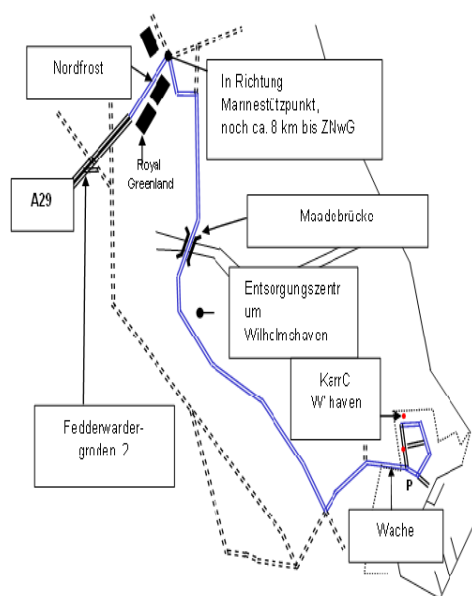 Nordfrost
In Richtung
Marinestützpunkt,
noch ca. 8 km bis ZNwG
Royal
Greenland
A29
Maadebrücke
Entsorgungszentr
um
Wilhelmshaven
KarrC
W'haven
Fedderwarder-
groden 2
P
Wache